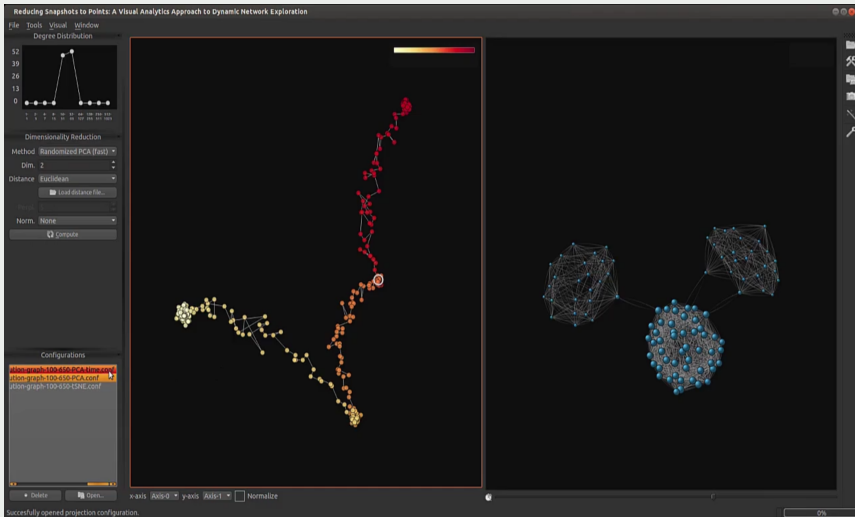 Reducing Snapshots to Points: A Visual Analytics Approach to Dynamic Network Exploration
File Tools Visual Window
Degree Distribution
52
39
26
13
0
Dimensionality Reduction
Method Randomized PCA (fast)
Dim. 2
Distance Euclidean
Load distance file...
Norm. None
Compute
Configurations
ution-graph-100-650-PCA-time.conf
ution-graph-100-650-PCA.conf
ution-graph-100-650-tSNE.conf
Delete Open...
x-axis Axis-0 y-axis Axis-1 Normalize
Succesfully opened projection configuration.
0%